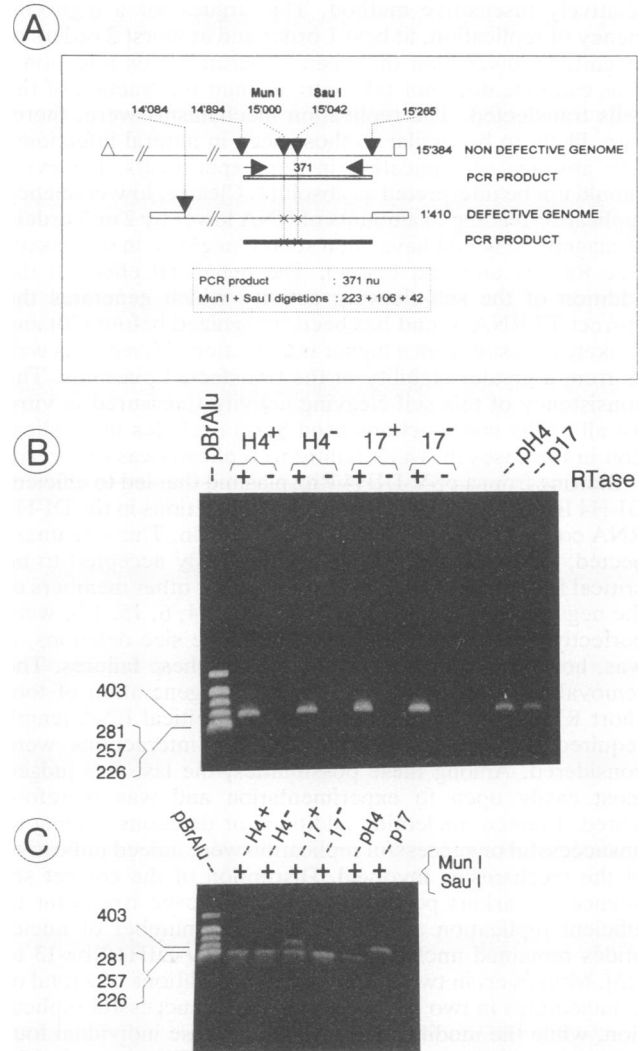 A
Mun I Sau I
14'084 14'894 15'000 15'042 15'265
371
15'384 NON DEFECTIVE GENOME
PCR PRODUCT
1'410 DEFECTIVE GENOME
PCR PRODUCT
PCR product : 371 nu
Mun I + Sau I digestions : 223 + 106 + 42
B
-- pBrAlu
H4+ H4- 17+ 17-
-- pH4
-- p17
+ - + - + - + - RTase
403
281
257
226
C
pBrAlu
-- H4+
-- H4-
-- 17+
-- 17-
-- pH4
-- p17
+ + + + + + Mun I
Sau I
403
281
257
226